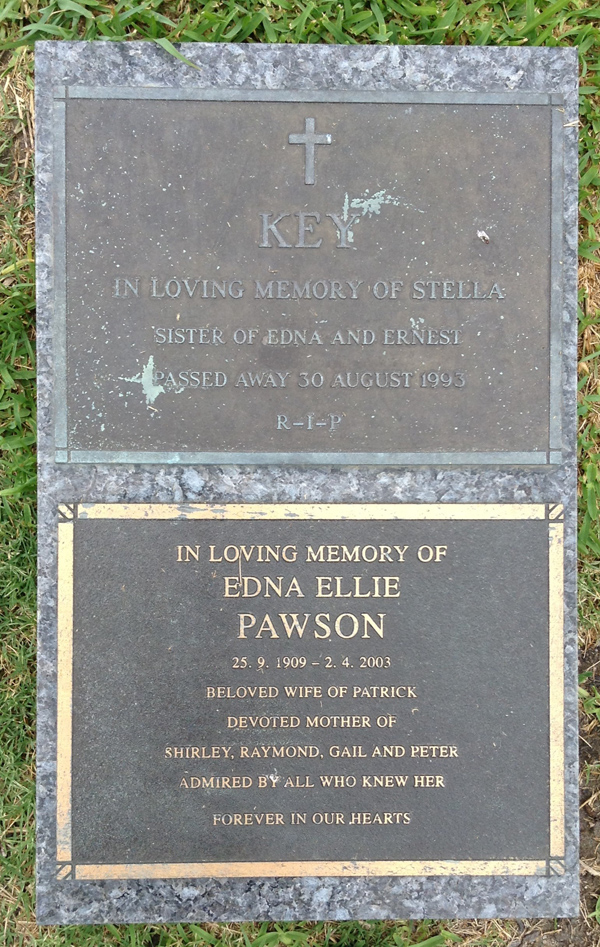 KEY
IN LOVING MEMORY OF STELLA
SISTER OF EDNA AND ERNEST
PASSED AWAY 30 AUGUST 1993
R-I-P
IN LOVING MEMORY OF
EDNA ELLIE
PAWSON
25. 9. 1909 – 2. 4. 2003
BELOVED WIFE OF PATRICK
DEVOTED MOTHER OF
SHIRLEY, RAYMOND, GAIL AND PETER
ADMIRED BY ALL WHO KNEW HER
FOREVER IN OUR HEARTS